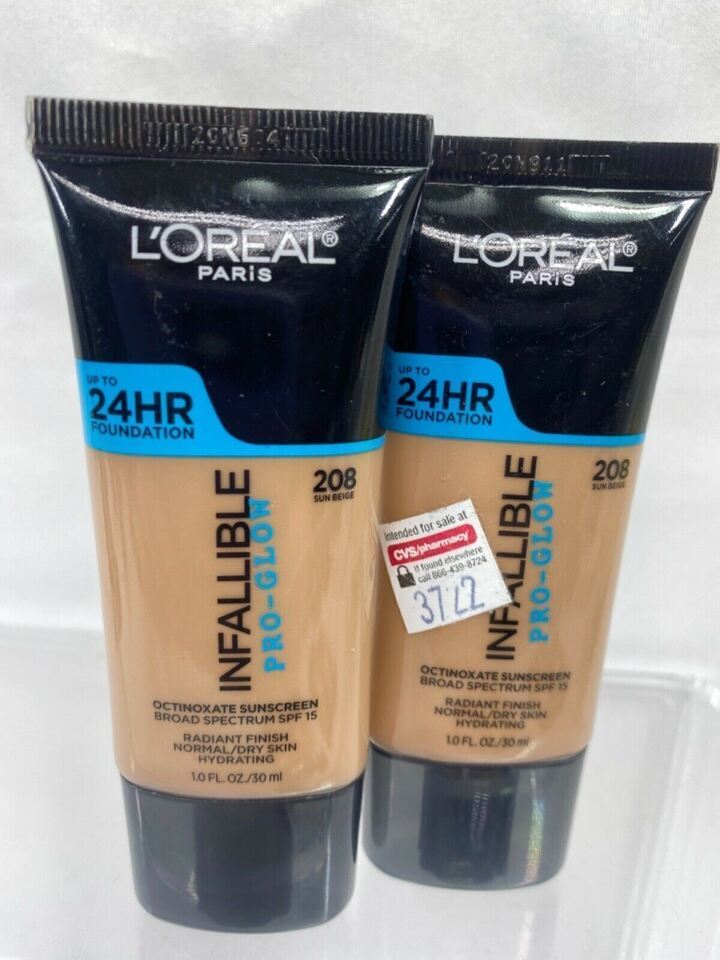 L'ORÉAL®
PARiS
UP TO
24HR
FOUNDATION
208
SUN BEIGE
INFALLIBLE
PRO-GLOW
OCTINOXATE SUNSCREEN
BROAD SPECTRUM SPF 15
RADIANT FINISH
NORMAL/DRY SKIN
HYDRATING
1.0 FL. OZ./30 ml
L'ORÉAL®
PARiS
UP TO
24HR
FOUNDATION
208
SUN BEIGE
INFALLIBLE
PRO-GLOW
Intended for sale at
CVS/pharmacy
If found elsewhere
call 866-439-8724
OCTINOXATE SUNSCREEN
BROAD SPECTRUM SPF 15
RADIANT FINISH
NORMAL/DRY SKIN
HYDRATING
1.0 FL. OZ./30 ml